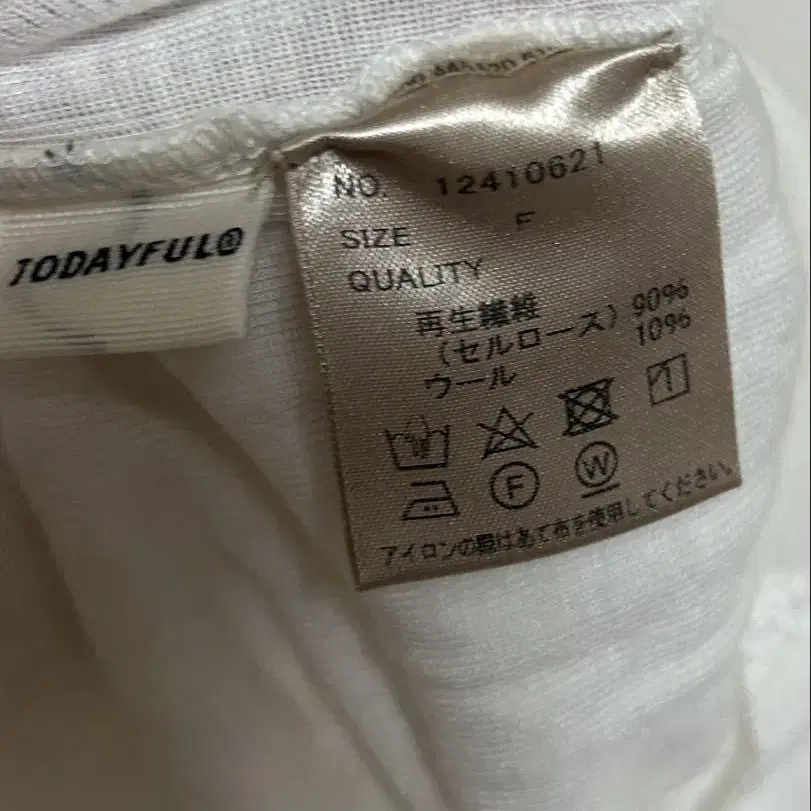 TODAYFUL®
NO. 12410621
SIZE F
QUALITY
再生繊維 90%
(セルロース)
ウール 10%
F
W
アイロンの際はあて布を使用してください。